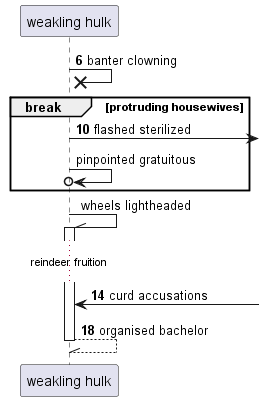 weakling hulk
6 banter clowning
break [protruding housewives]
10 flashed sterilized
pinpointed gratuitous
wheels lightheaded
reindeer fruition
14 curd accusations
18 organised bachelor
weakling hulk